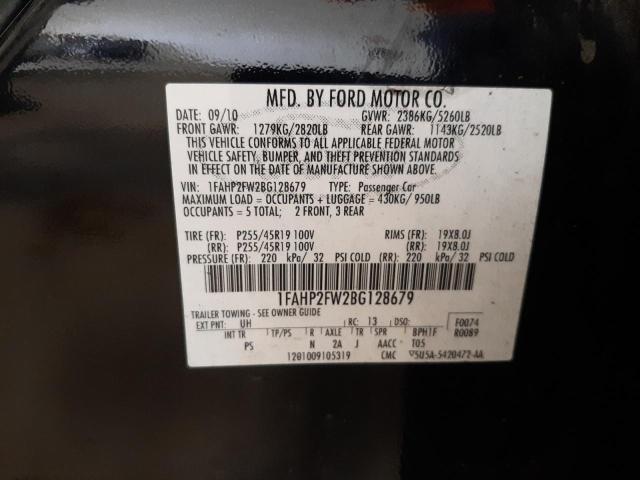 MFD. BY FORD MOTOR CO.
DATE: 09/10 GVWR: 2386KG/5260LB
FRONT GAWR: 1279KG/2820LB REAR GAWR: 1143KG/2520LB
THIS VEHICLE CONFORMS TO ALL APPLICABLE FEDERAL MOTOR
VEHICLE SAFETY, BUMPER, AND THEFT PREVENTION STANDARDS
IN EFFECT ON THE DATE OF MANUFACTURE SHOWN ABOVE.
VIN: 1FAHP2FW2BG128679 TYPE: Passenger Car
MAXIMUM LOAD = OCCUPANTS + LUGGAGE = 430KG/ 950LB
OCCUPANTS = 5 TOTAL; 2 FRONT, 3 REAR
TIRE (FR): P255/45R19 100V RIMS (FR): 19X8.0J
(RR): P255/45R19 100V (RR): 19X8.0J
PRESSURE (FR): 220 kPa/ 32 PSI COLD (RR): 220 kPa/ 32 PSI COLD
1FAHP2FW2BG128679
TRAILER TOWING - SEE OWNER GUIDE
EXT PNT: UH RC: 13 DSO: F0074
INT TR TP/PS R AXLE TR SPR BPH1F R0089
PS N 2A J AACC T05
1201009105319 CMC V5U5A-5420472-AA